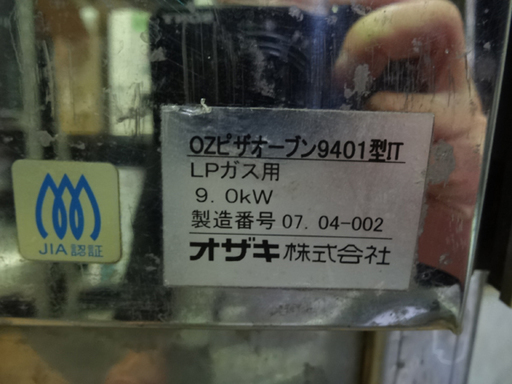 OZピザオーブン9401型IT
LPガス用
9.0kW
製造番号 07.04-002
オザキ株式会社
JIA認証